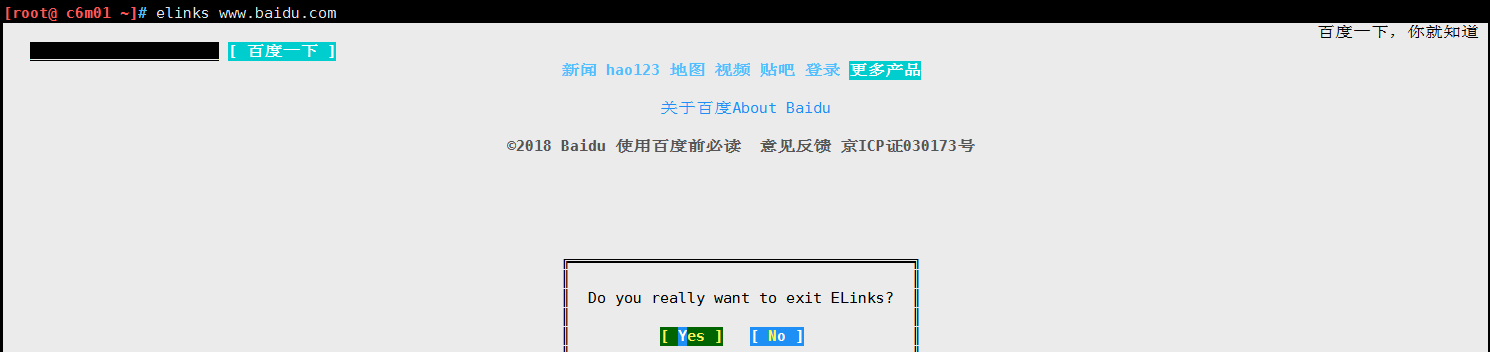 [root@ c6m01 ~]# elinks www.baidu.com
百度一下，你就知道
[ 百度一下 ]
新闻 hao123 地图 视频 贴吧 登录 更多产品
关于百度About Baidu
©2018 Baidu 使用百度前必读 意见反馈 京ICP证030173号
Do you really want to exit ELinks?
[ Yes ] [ No ]